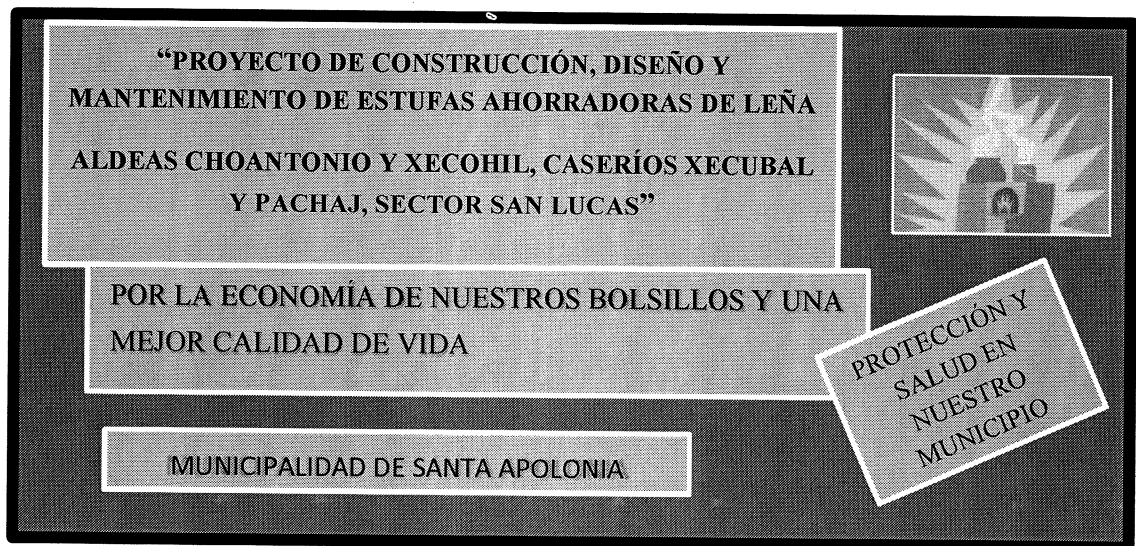 “PROYECTO DE CONSTRUCCIÓN, DISEÑO Y
MANTENIMIENTO DE ESTUFAS AHORRADORAS DE LEÑA
ALDEAS CHOANTONIO Y XECOHIL, CASERÍOS XECUBAL
Y PACHAJ, SECTOR SAN LUCAS”
POR LA ECONOMÍA DE NUESTROS BOLSILLOS Y UNA
MEJOR CALIDAD DE VIDA
PROTECCIÓN Y
SALUD EN
NUESTRO
MUNICIPIO
MUNICIPALIDAD DE SANTA APOLONIA